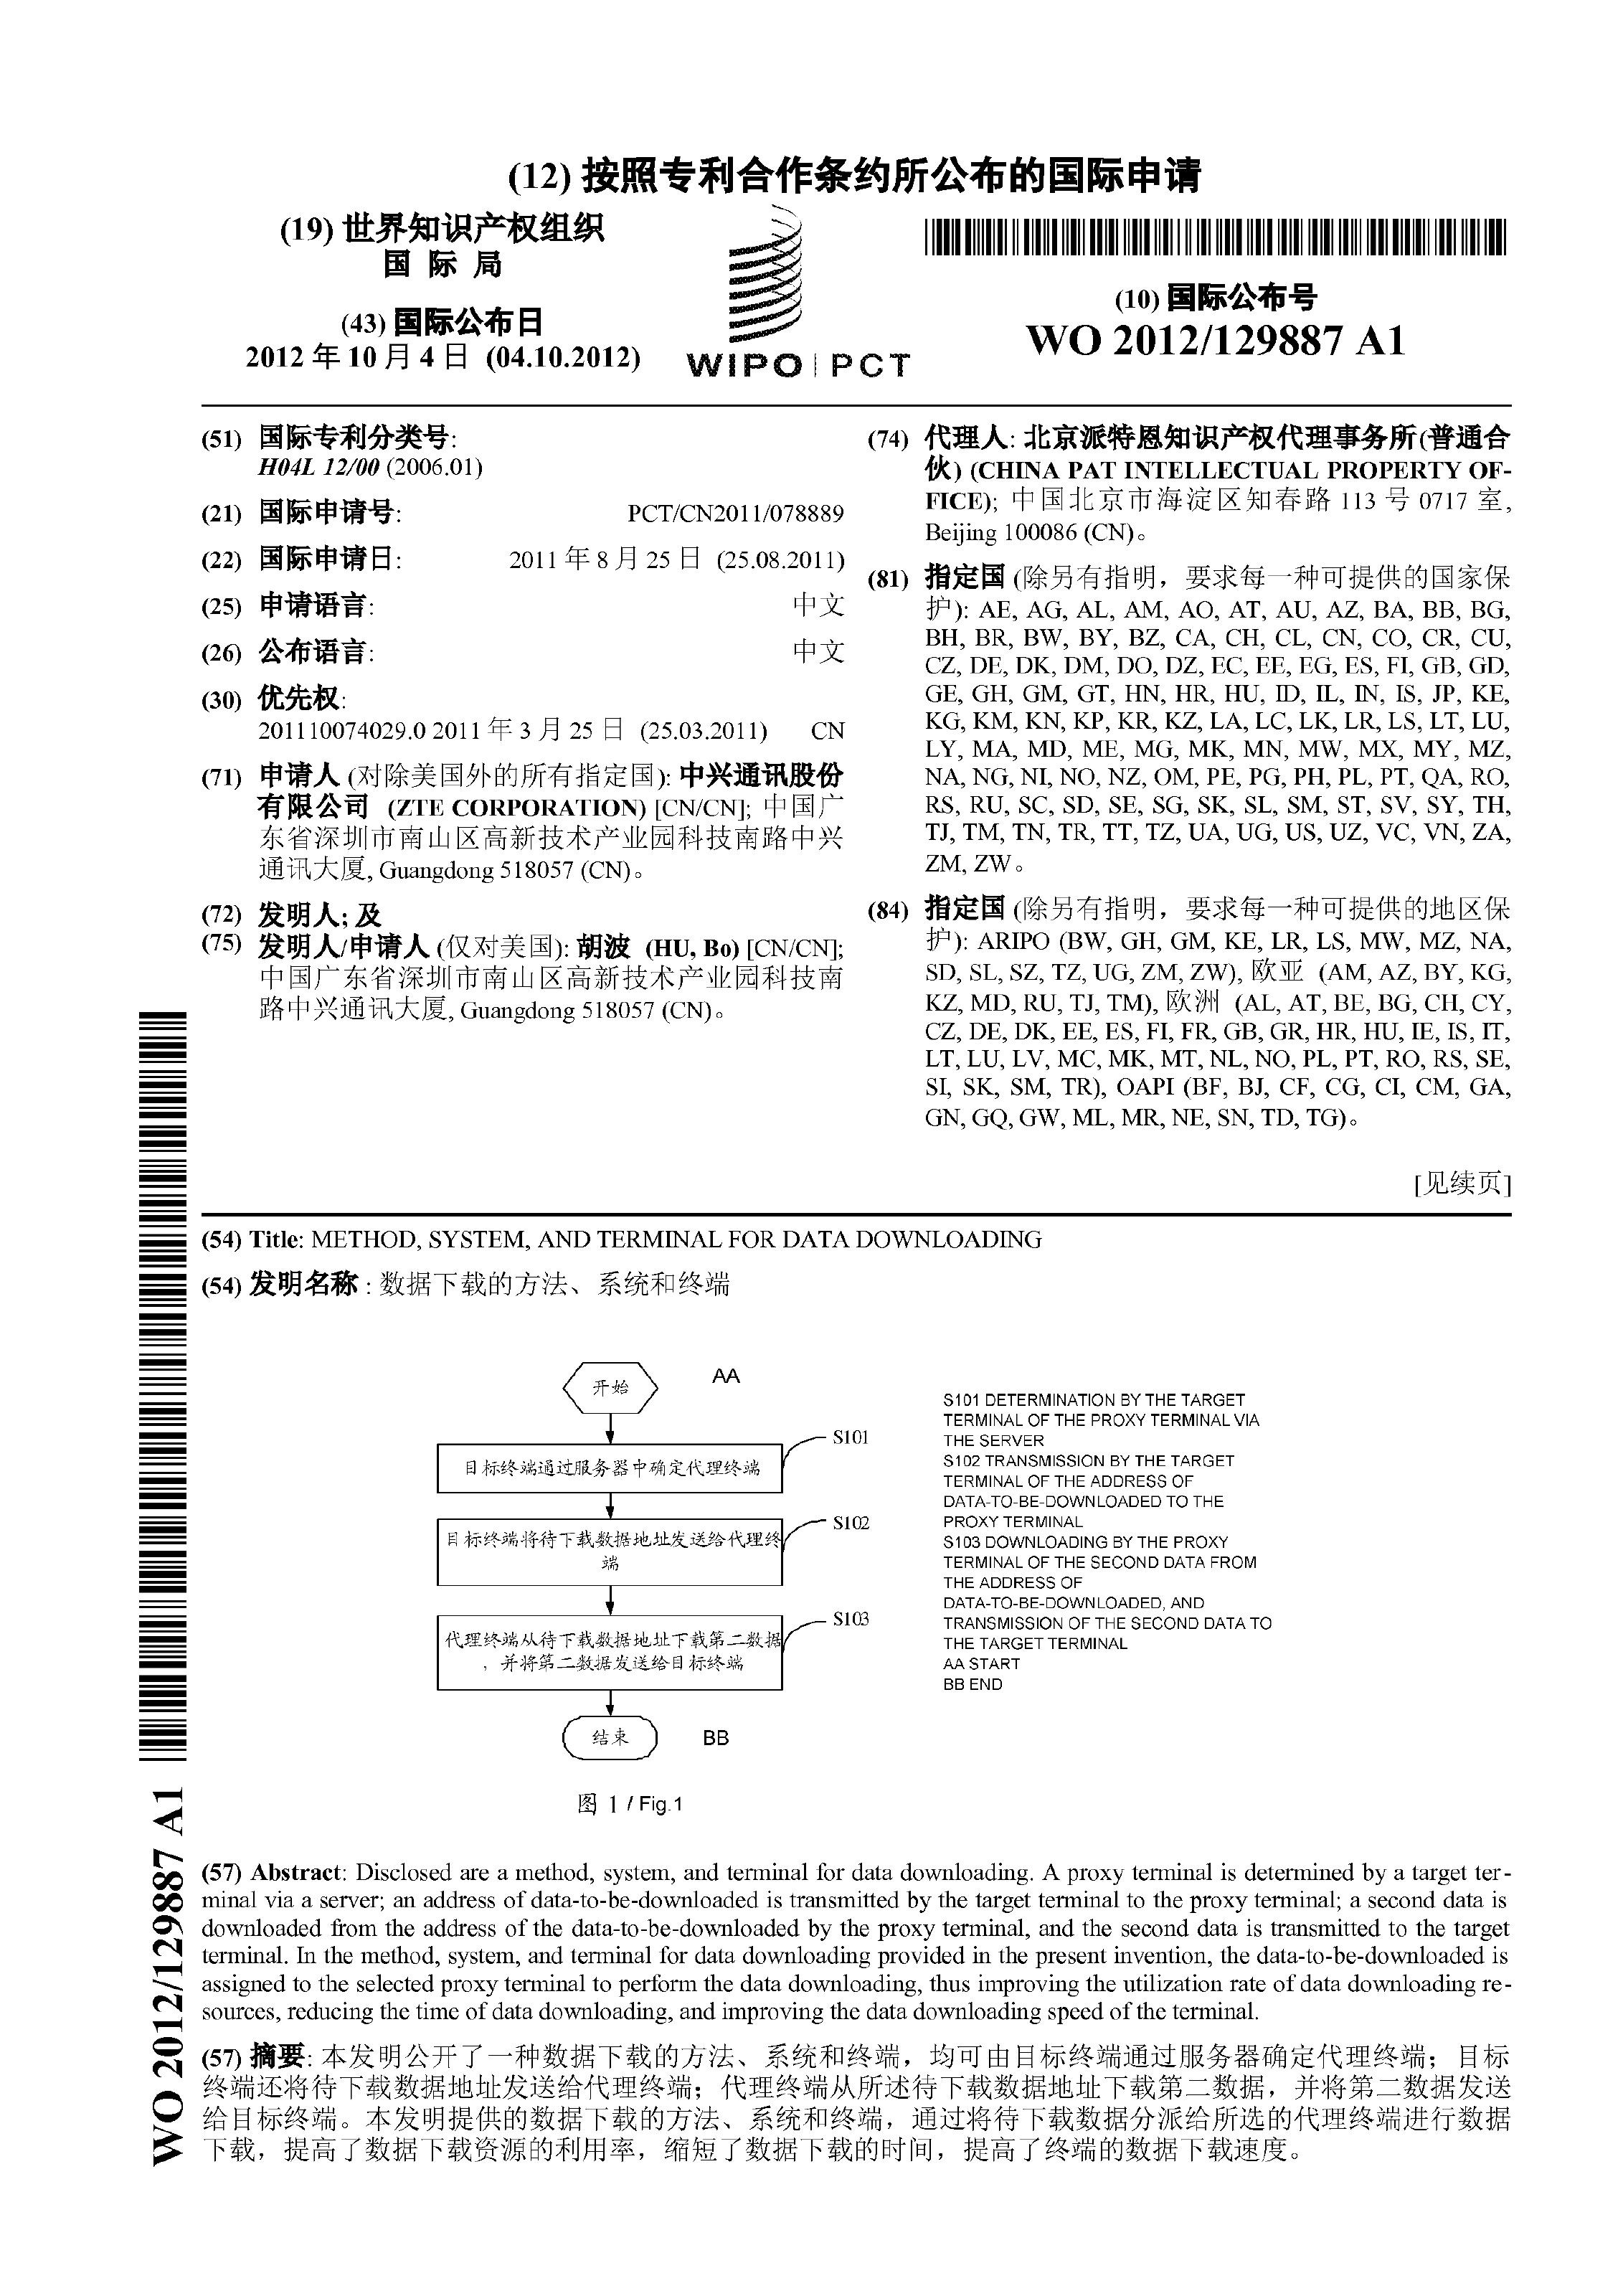 (12) 按照专利合作条约所公布的国际申请
(19) 世界知识产权组织
国际局
(43) 国际公布日
2012 年 10 月 4 日 (04.10.2012)
WIPO | PCT
(10) 国际公布号
WO 2012/129887 A1
(51) 国际专利分类号:
H04L 12/00 (2006.01)
(21) 国际申请号: PCT/CN2011/078889
(22) 国际申请日: 2011 年 8 月 25 日 (25.08.2011)
(25) 申请语言: 中文
(26) 公布语言: 中文
(30) 优先权:
201110074029.0 2011 年 3 月 25 日 (25.03.2011) CN
(71) 申请人 (对除美国外的所有指定国): 中兴通讯股份
有限公司 (ZTE CORPORATION) [CN/CN]; 中国广
东省深圳市南山区高新技术产业园科技南路中兴
通讯大厦, Guangdong 518057 (CN)。
(72) 发明人; 及
(75) 发明人/申请人 (仅对美国): 胡波 (HU, Bo) [CN/CN];
中国广东省深圳市南山区高新技术产业园科技南
路中兴通讯大厦, Guangdong 518057 (CN)。
(74) 代理人: 北京派特恩知识产权代理事务所(普通合
伙) (CHINA PAT INTELLECTUAL PROPERTY OF-
FICE); 中国北京市海淀区知春路 113 号 0717 室,
Beijing 100086 (CN)。
(81) 指定国 (除另有指明，要求每一种可提供的国家保
护): AE, AG, AL, AM, AO, AT, AU, AZ, BA, BB, BG,
BH, BR, BW, BY, BZ, CA, CH, CL, CN, CO, CR, CU,
CZ, DE, DK, DM, DO, DZ, EC, EE, EG, ES, FI, GB, GD,
GE, GH, GM, GT, HN, HR, HU, ID, IL, IN, IS, JP, KE,
KG, KM, KN, KP, KR, KZ, LA, LC, LK, LR, LS, LT, LU,
LY, MA, MD, ME, MG, MK, MN, MW, MX, MY, MZ,
NA, NG, NI, NO, NZ, OM, PE, PG, PH, PL, PT, QA, RO,
RS, RU, SC, SD, SE, SG, SK, SL, SM, ST, SV, SY, TH,
TJ, TM, TN, TR, TT, TZ, UA, UG, US, UZ, VC, VN, ZA,
ZM, ZW。
(84) 指定国 (除另有指明，要求每一种可提供的地区保
护): ARIPO (BW, GH, GM, KE, LR, LS, MW, MZ, NA,
SD, SL, SZ, TZ, UG, ZM, ZW), 欧亚 (AM, AZ, BY, KG,
KZ, MD, RU, TJ, TM), 欧洲 (AL, AT, BE, BG, CH, CY,
CZ, DE, DK, EE, ES, FI, FR, GB, GR, HR, HU, IE, IS, IT,
LT, LU, LV, MC, MK, MT, NL, NO, PL, PT, RO, RS, SE,
SI, SK, SM, TR), OAPI (BF, BJ, CF, CG, CI, CM, GA,
GN, GQ, GW, ML, MR, NE, SN, TD, TG)。
[见续页]
(54) Title: METHOD, SYSTEM, AND TERMINAL FOR DATA DOWNLOADING
(54) 发明名称 : 数据下载的方法、系统和终端
开始
AA
目标终端通过服务器中确定代理终端
S101
目标终端将待下载数据地址发送给代理终
端
S102
代理终端从待下载数据地址下载第二数据
，并将第二数据发送给目标终端
S103
结束
BB
图 1 / Fig.1
S101 DETERMINATION BY THE TARGET
TERMINAL OF THE PROXY TERMINAL VIA
THE SERVER
S102 TRANSMISSION BY THE TARGET
TERMINAL OF THE ADDRESS OF
DATA-TO-BE-DOWNLOADED TO THE
PROXY TERMINAL
S103 DOWNLOADING BY THE PROXY
TERMINAL OF THE SECOND DATA FROM
THE ADDRESS OF
DATA-TO-BE-DOWNLOADED, AND
TRANSMISSION OF THE SECOND DATA TO
THE TARGET TERMINAL
AA START
BB END
(57) Abstract: Disclosed are a method, system, and terminal for data downloading. A proxy terminal is determined by a target ter-
minal via a server; an address of data-to-be-downloaded is transmitted by the target terminal to the proxy terminal; a second data is
downloaded from the address of the data-to-be-downloaded by the proxy terminal, and the second data is transmitted to the target
terminal. In the method, system, and terminal for data downloading provided in the present invention, the data-to-be-downloaded is
assigned to the selected proxy terminal to perform the data downloading, thus improving the utilization rate of data downloading re-
sources, reducing the time of data downloading, and improving the data downloading speed of the terminal.
(57) 摘要: 本发明公开了一种数据下载的方法、系统和终端，均可由目标终端通过服务器确定代理终端；目标
终端还将待下载数据地址发送给代理终端；代理终端从所述待下载数据地址下载第二数据，并将第二数据发送
给目标终端。本发明提供的数据下载的方法、系统和终端，通过将待下载数据分派给所选的代理终端进行数据
下载，提高了数据下载资源的利用率，缩短了数据下载的时间，提高了终端的数据下载速度。
WO 2012/129887 A1